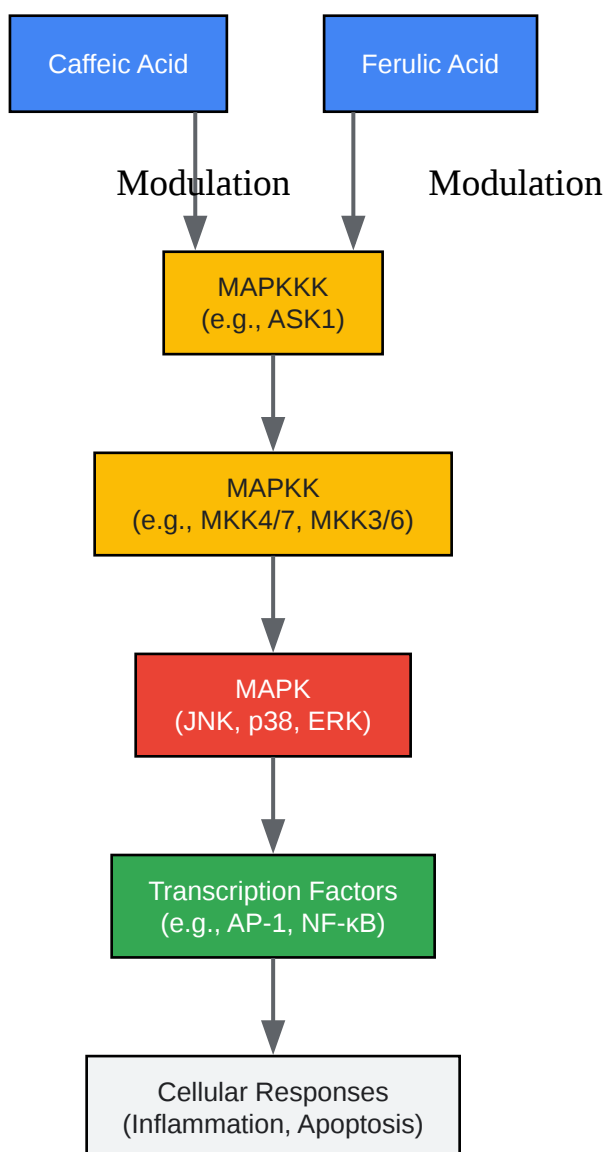 Caffeic Acid
Ferulic Acid
Modulation
Modulation
MAPKKK
(e.g., ASK1)
MAPKK
(e.g., MKK4/7, MKK3/6)
MAPK
(JNK, p38, ERK)
Transcription Factors
(e.g., AP-1, NF-κB)
Cellular Responses
(Inflammation, Apoptosis)